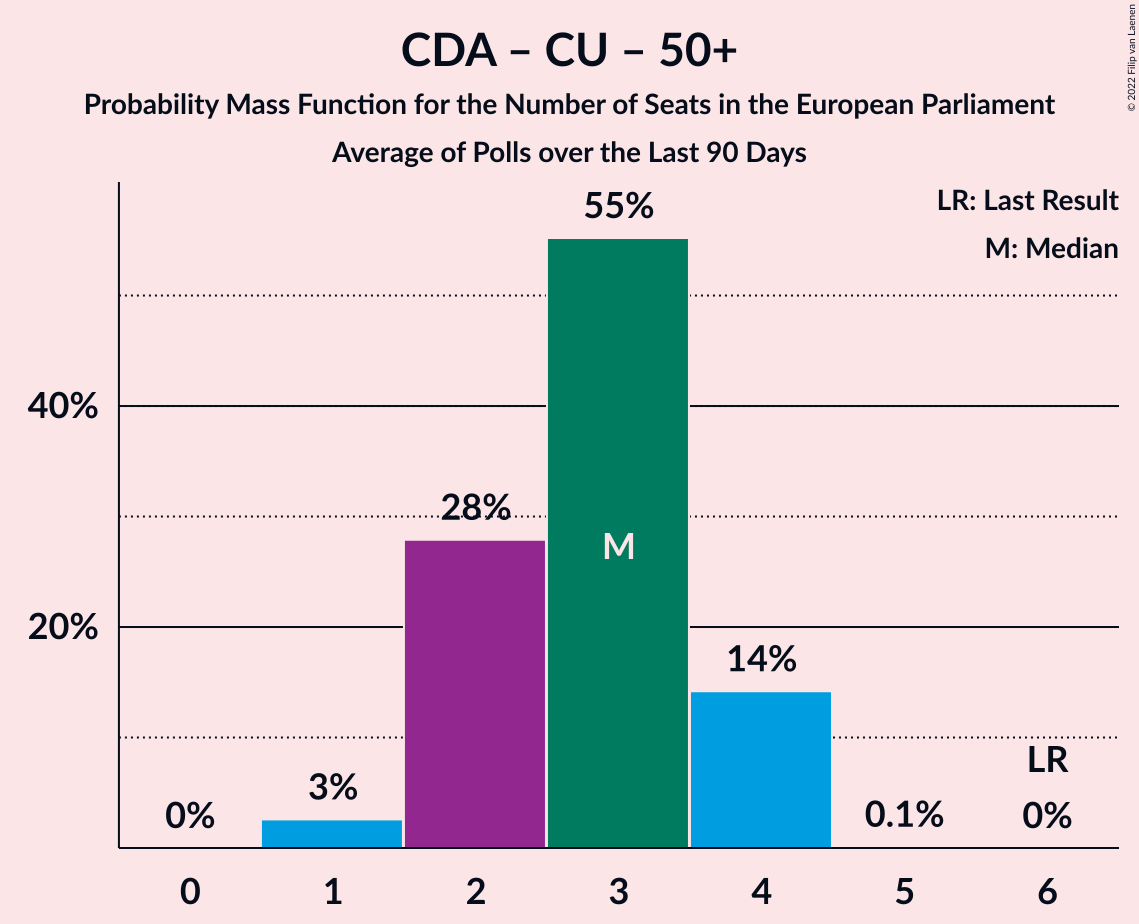 CDA – CU – 50+
Probability Mass Function for the Number of Seats in the European Parliament
Average of Polls over the Last 90 Days
© 2022 Filip van Laenen
LR: Last Result
M: Median
55%
40%
28%
M
20%
14%
LR
3%
0%
0.1%
0%
0 1 2 3 4 5 6